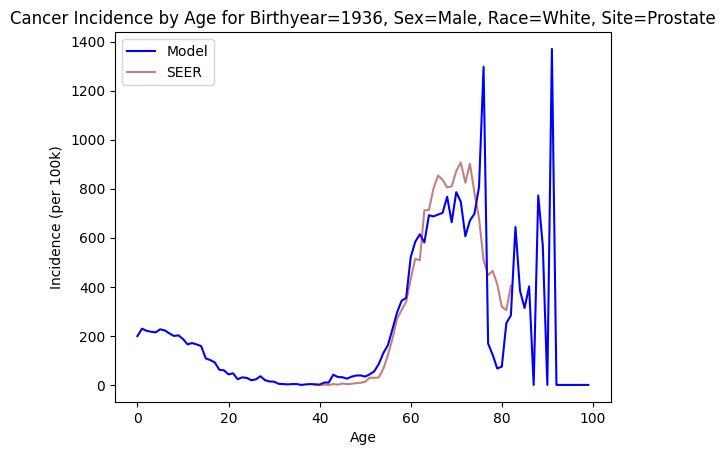 Cancer Incidence by Age for Birthyear=1936, Sex=Male, Race=White, Site=Prostate
Model
SEER
1400
1200
1000
800
600
400
200
0
Incidence (per 100k)
0 20 40 60 80 100
Age